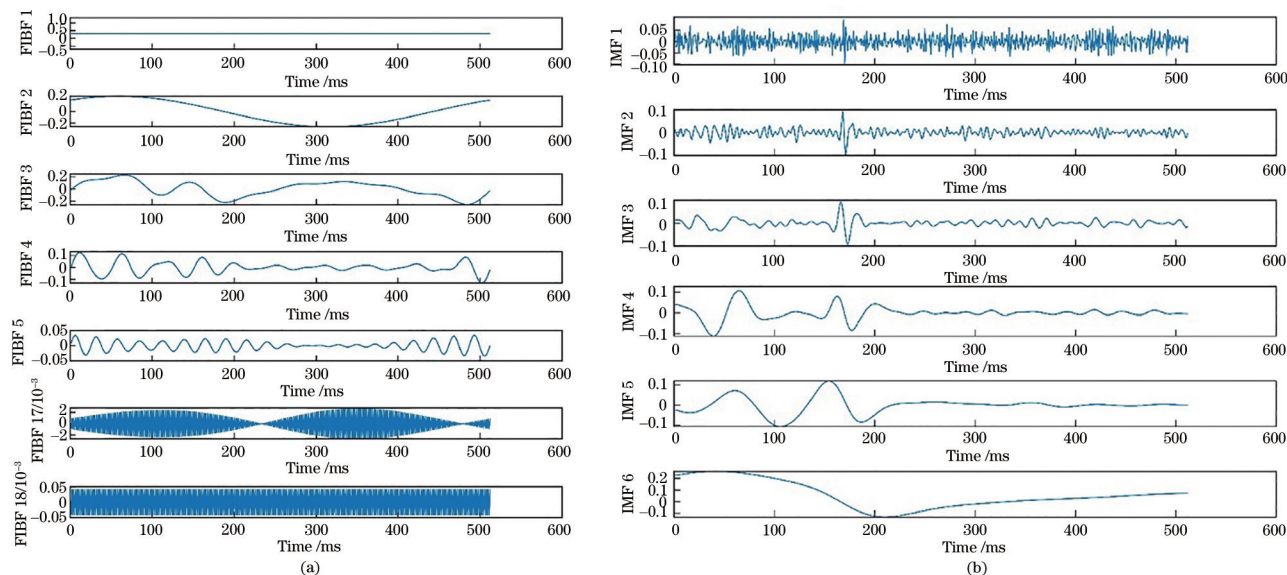 FIBF 1
1.0
0.5
0
−0.5
0 100 200 300 400 500 600
Time /ms
FIBF 2
0.2
0
−0.2
0 100 200 300 400 500 600
Time /ms
FIBF 3
0.2
0
−0.2
0 100 200 300 400 500 600
Time /ms
FIBF 4
0.1
0
−0.1
0 100 200 300 400 500 600
Time /ms
FIBF 5
0.05
0
−0.05
0 100 200 300 400 500 600
Time /ms
FIBF 17/10⁻³
2
0
−2
0 100 200 300 400 500 600
Time /ms
FIBF 18/10⁻³
0.05
0
−0.05
0 100 200 300 400 500 600
Time /ms
(a)
IMF 1
0.05
0
−0.05
−0.10
0 100 200 300 400 500 600
Time /ms
IMF 2
0.1
0
−0.1
0 100 200 300 400 500 600
Time /ms
IMF 3
0.1
0
−0.1
0 100 200 300 400 500 600
Time /ms
IMF 4
0.1
0
−0.1
0 100 200 300 400 500 600
Time /ms
IMF 5
0.1
0
−0.1
0 100 200 300 400 500 600
Time /ms
IMF 6
0.2
0.1
0
−0.1
0 100 200 300 400 500 600
Time /ms
(b)